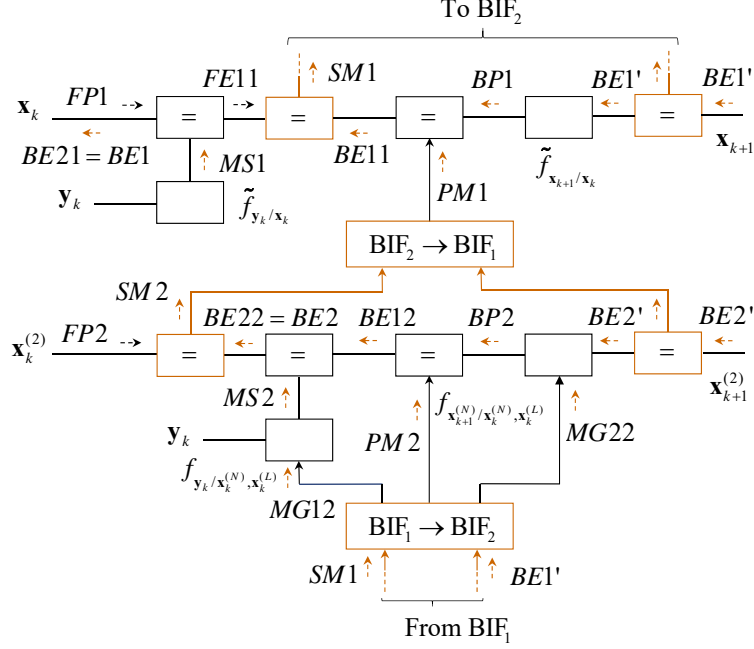 To BIF₂
SM1
BP1
BE1'
BE1'
FP1
FE11
x_k
=
=
=
=
x_{k+1}
BE21 = BE1
MS1
BE11
f̃_{x_{k+1}/x_k}
y_k
f̃_{y_k/x_k}
PM1
BIF₂ → BIF₁
SM2
FP2
BE22 = BE2
BE12
BP2
BE2'
BE2'
x_k^{(2)}
=
=
=
=
x_{k+1}^{(2)}
MS2
f_{x_{k+1}^{(N)}/x_k^{(N)},x_k^{(L)}}
y_k
PM2
MG22
f_{y_k/x_k^{(N)},x_k^{(L)}}
MG12
BIF₁ → BIF₂
SM1
BE1'
From BIF₁